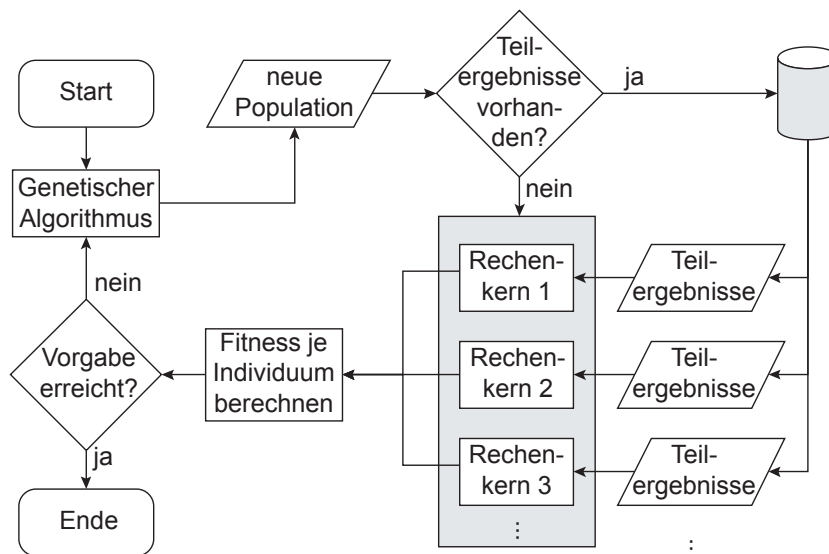 Start
neue
Population
Teil-
ergebnisse
vorhan-
den?
ja
nein
Genetischer
Algorithmus
nein
Vorgabe
erreicht?
ja
Ende
Fitness je
Individuum
berechnen
Rechen-
kern 1
Teil-
ergebnisse
Rechen-
kern 2
Teil-
ergebnisse
Rechen-
kern 3
Teil-
ergebnisse
⋮
⋮